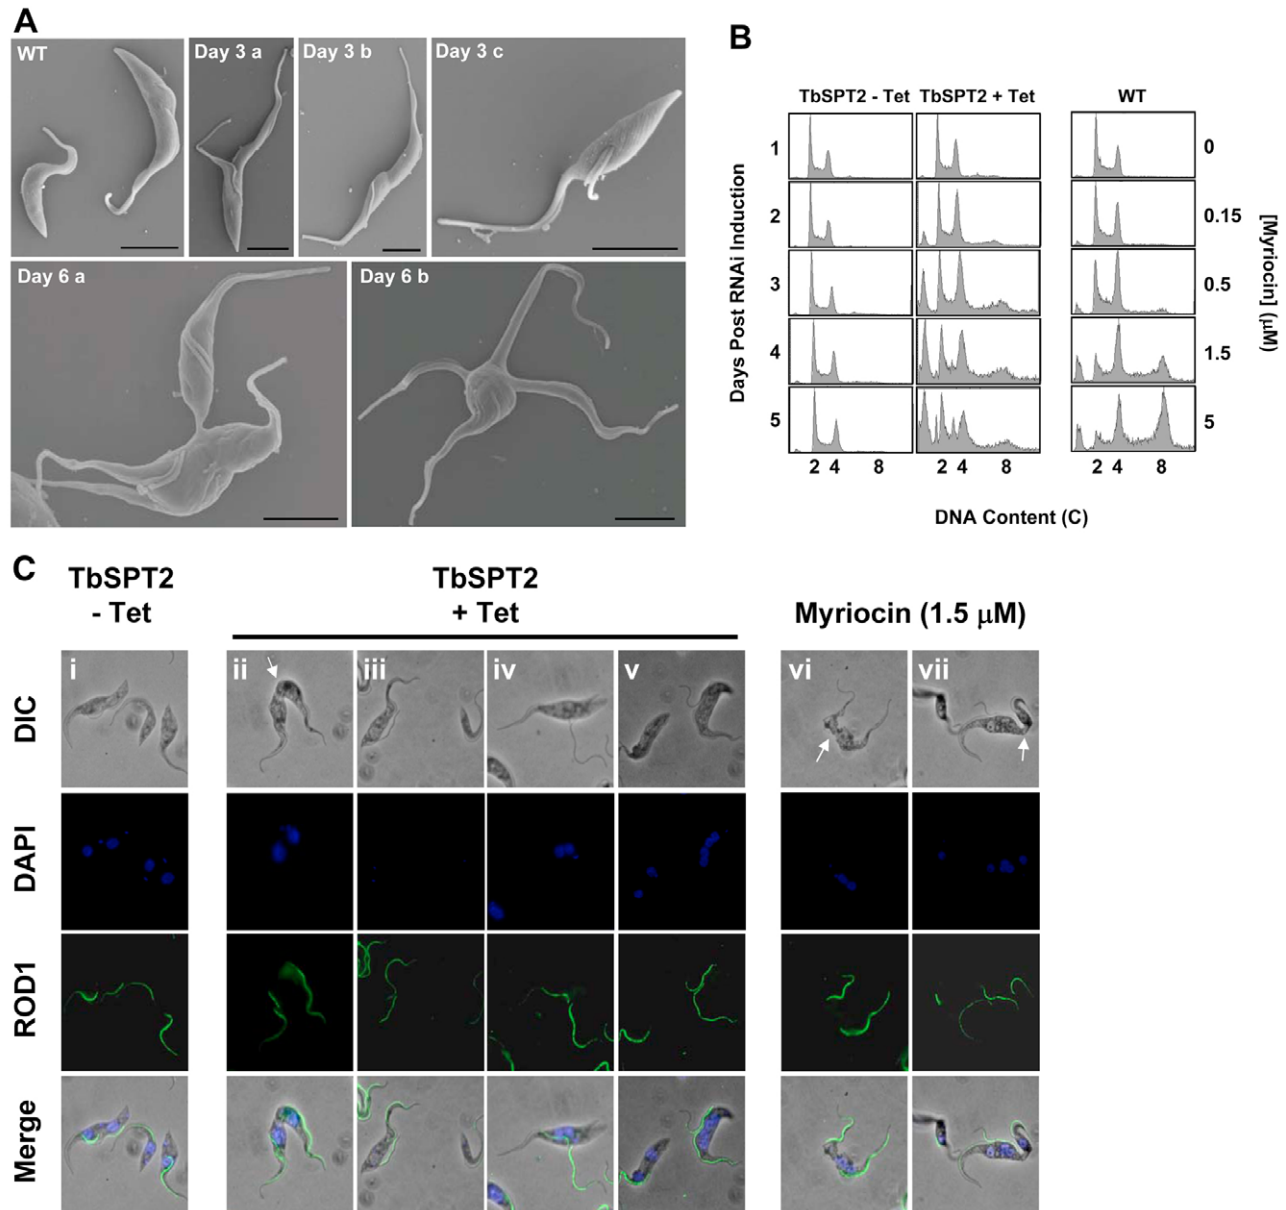 A
WT
Day 3 a
Day 3 b
Day 3 c
Day 6 a
Day 6 b
B
TbSPT2 - Tet TbSPT2 + Tet WT
Days Post RNAi Induction
1 0
2 0.15
3 0.5
4 1.5
5 5
[Myriocin] (μM)
2 4 8 2 4 8 2 4 8
DNA Content (C)
C
TbSPT2
- Tet
TbSPT2
+ Tet
Myriocin (1.5 μM)
i ii iii iv v vi vii
DIC
DAPI
ROD1
Merge